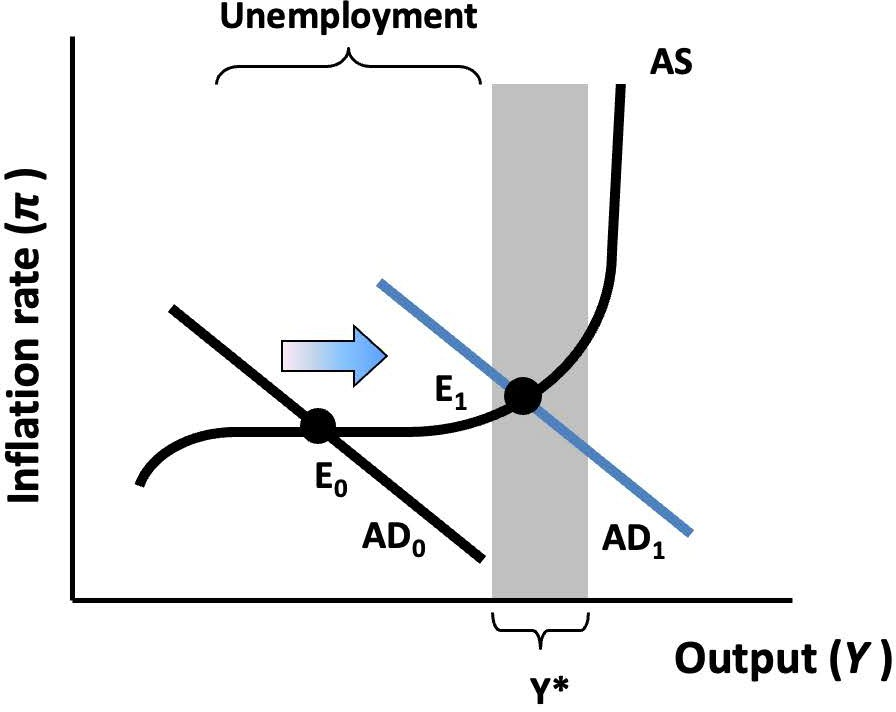 Unemployment
AS
Inflation rate (π)
E₁
E₀
AD₀
AD₁
Output (Y)
Y*